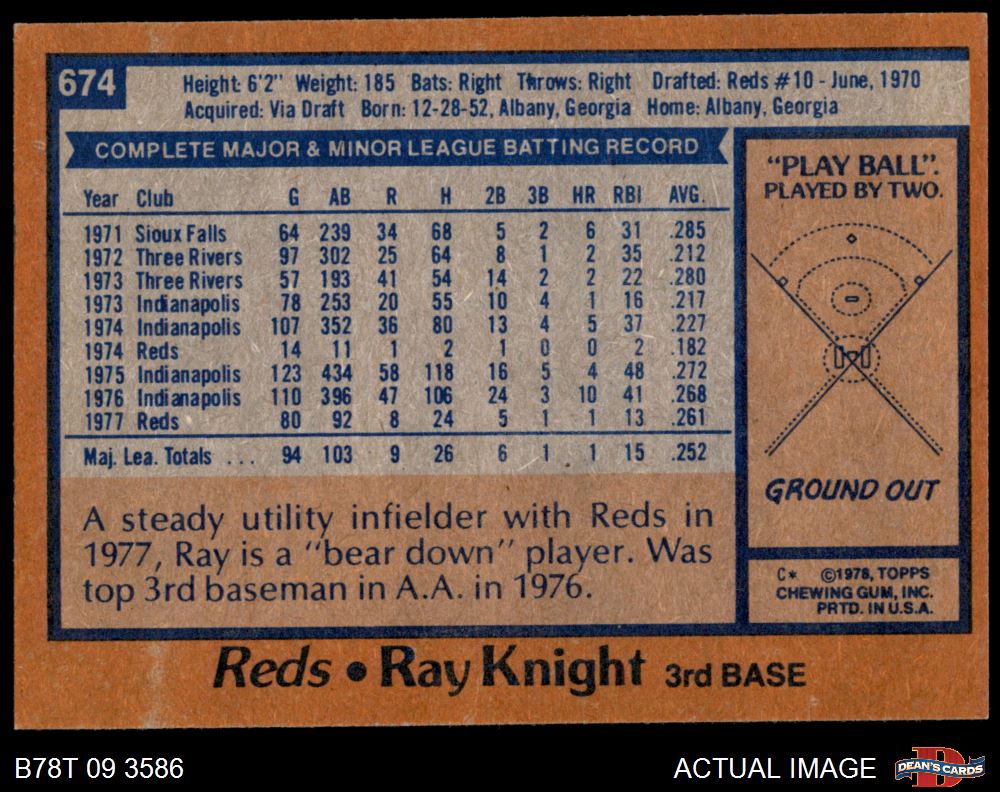 674
Height: 6'2" Weight: 185 Bats: Right Throws: Right Drafted: Reds #10 - June, 1970
Acquired: Via Draft Born: 12-28-52, Albany, Georgia Home: Albany, Georgia
COMPLETE MAJOR & MINOR LEAGUE BATTING RECORD
Year Club G AB R H 2B 3B HR RBI AVG.
1971 Sioux Falls 64 239 34 68 5 2 6 31 .285
1972 Three Rivers 97 302 25 64 8 1 2 35 .212
1973 Three Rivers 57 193 41 54 14 2 2 22 .280
1973 Indianapolis 78 253 20 55 10 4 1 16 .217
1974 Indianapolis 107 352 36 80 13 4 5 37 .227
1974 Reds 14 11 1 2 1 0 0 2 .182
1975 Indianapolis 123 434 58 118 16 5 4 48 .272
1976 Indianapolis 110 396 47 106 24 3 10 41 .268
1977 Reds 80 92 8 24 5 1 1 13 .261
Maj. Lea. Totals ... 94 103 9 26 6 1 1 15 .252
A steady utility infielder with Reds in
1977, Ray is a "bear down" player. Was
top 3rd baseman in A.A. in 1976.
"PLAY BALL".
PLAYED BY TWO.
GROUND OUT
C* ©1978, TOPPS
CHEWING GUM, INC.
PRTD. IN U.S.A.
Reds • Ray Knight 3rd BASE
B78T 09 3586
ACTUAL IMAGE
DEAN'S CARDS